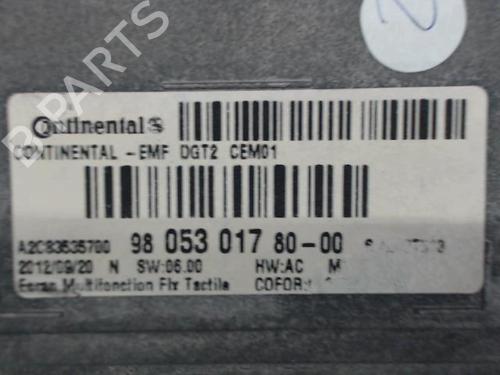 Continental
CONTINENTAL -EMF DGT2 CEM01
A2C83635700 98 053 017 80-00
2012/09/20 N SW:06.00 HW:AC M
Ecran Multifonction Fix Tactile COFOR:
B-PARTS